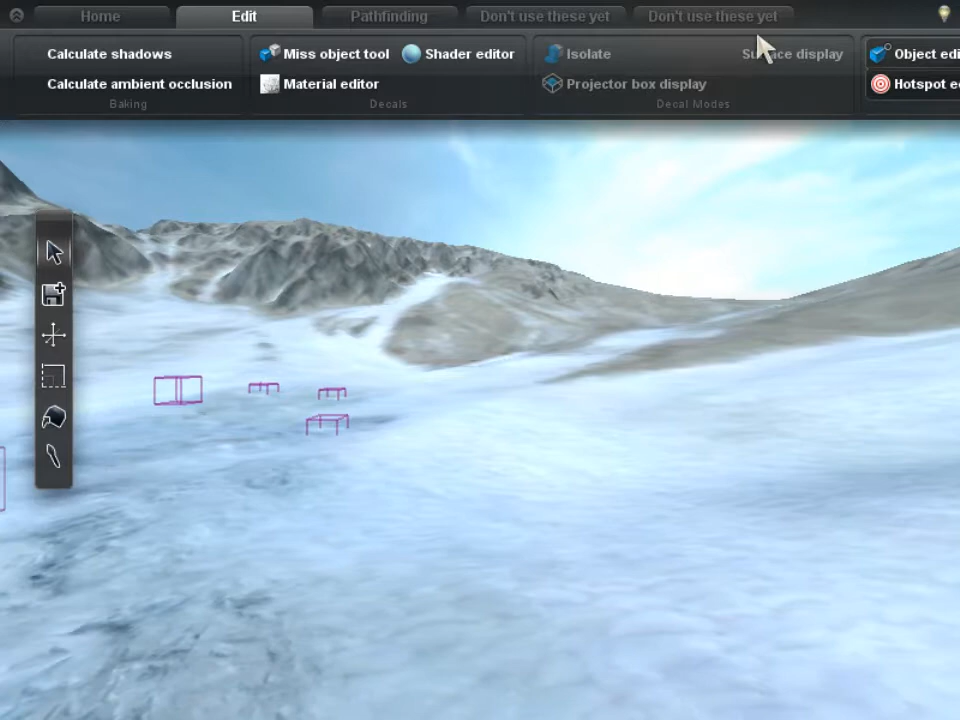 Home Edit Pathfinding Don't use these yet Don't use these yet
Calculate shadows Miss object tool Shader editor Isolate display Object edi
Calculate ambient occlusion Material editor Projector box display Hotspot e
Baking Decals Decal Modes